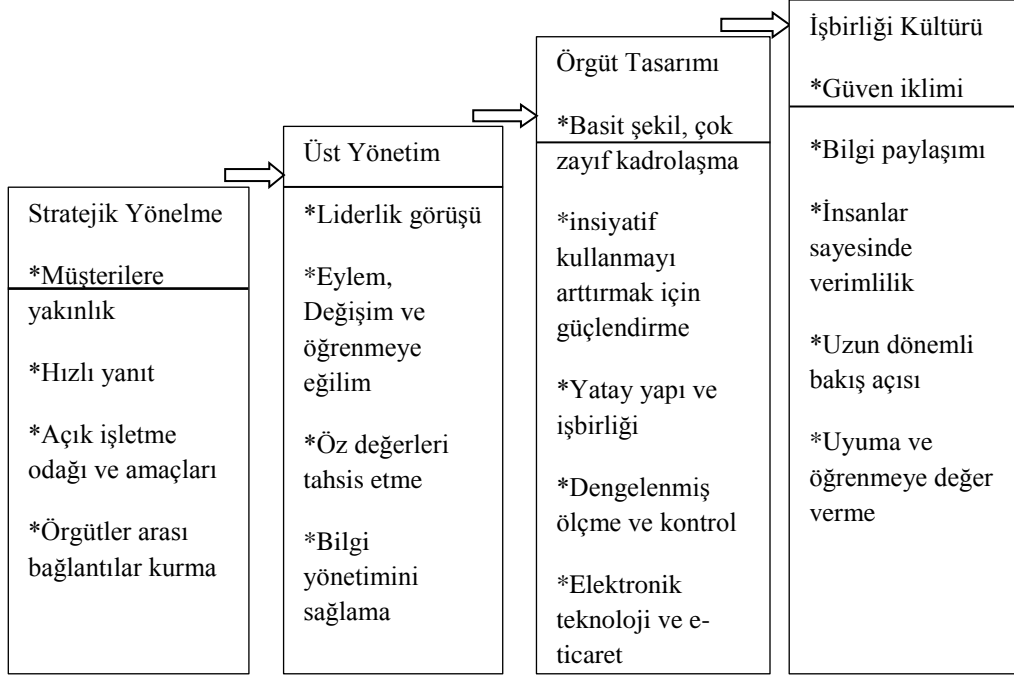 Stratejik Yönelme
*Müşterilere
yakınlık
*Hızlı yanıt
*Açık işletme
odağı ve amaçları
*Örgütler arası
bağlantılar kurma
Üst Yönetim
*Liderlik görüşü
*Eylem,
Değişim ve
öğrenmeye
eğilim
*Öz değerleri
tahsis etme
*Bilgi
yönetimini
sağlama
Örgüt Tasarımı
*Basit şekil, çok
zayıf kadrolaşma
*insiyatif
kullanmayı
arttırmak için
güçlendirme
*Yatay yapı ve
işbirliği
*Dengelenmiş
ölçme ve kontrol
*Elektronik
teknoloji ve e-
ticaret
İşbirliği Kültürü
*Güven iklimi
*Bilgi paylaşımı
*İnsanlar
sayesinde
verimlilik
*Uzun dönemli
bakış açısı
*Uyuma ve
öğrenmeye değer
verme